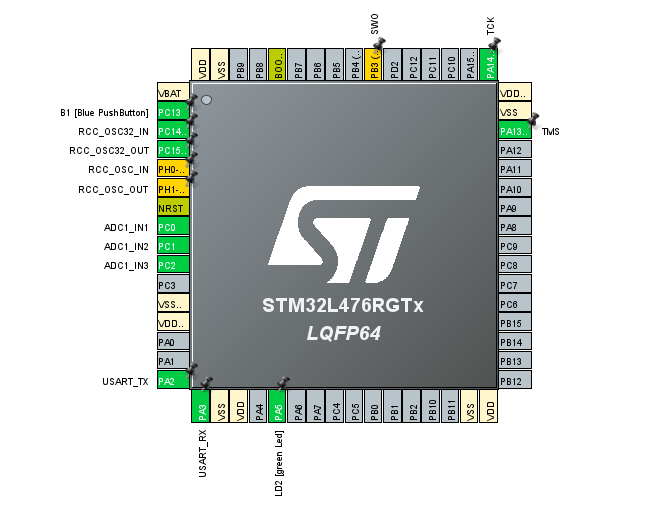 SWO
TCK
VDD
VSS
PB9
PB8
BOO..
PB7
PB6
PB5
PB4 (..
PB3 (..
PD2
PC12
PC11
PC10
PA15..
PA14..
VBAT
B1 [Blue PushButton] PC13
RCC_OSC32_IN PC14..
RCC_OSC32_OUT PC15..
RCC_OSC_IN PH0-..
RCC_OSC_OUT PH1-..
NRST
ADC1_IN1 PC0
ADC1_IN2 PC1
ADC1_IN3 PC2
PC3
VSS..
VDD..
PA0
PA1
USART_TX PA2
STM32L476RGTx
LQFP64
VDD..
VSS
PA13.. TMS
PA12
PA11
PA10
PA9
PA8
PC9
PC8
PC7
PC6
PB15
PB14
PB13
PB12
PA3
VSS
VDD
PA4
PA5
PA6
PA7
PC4
PC5
PB0
PB1
PB2
PB10
PB11
VSS
VDD
USART_RX
LD2 [green Led]